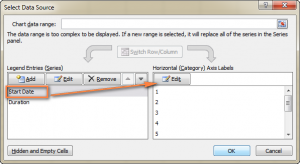 Select Data Source
Chart data range:
The data range is too complex to be displayed. If a new range is selected, it will replace all of the series in the Series panel.
Switch Row/Column
Legend Entries (Series)
Add Edit Remove
Start Date
Duration
Horizontal (Category) Axis Labels
Edit
1
2
3
4
5
Hidden and Empty Cells
OK Cancel